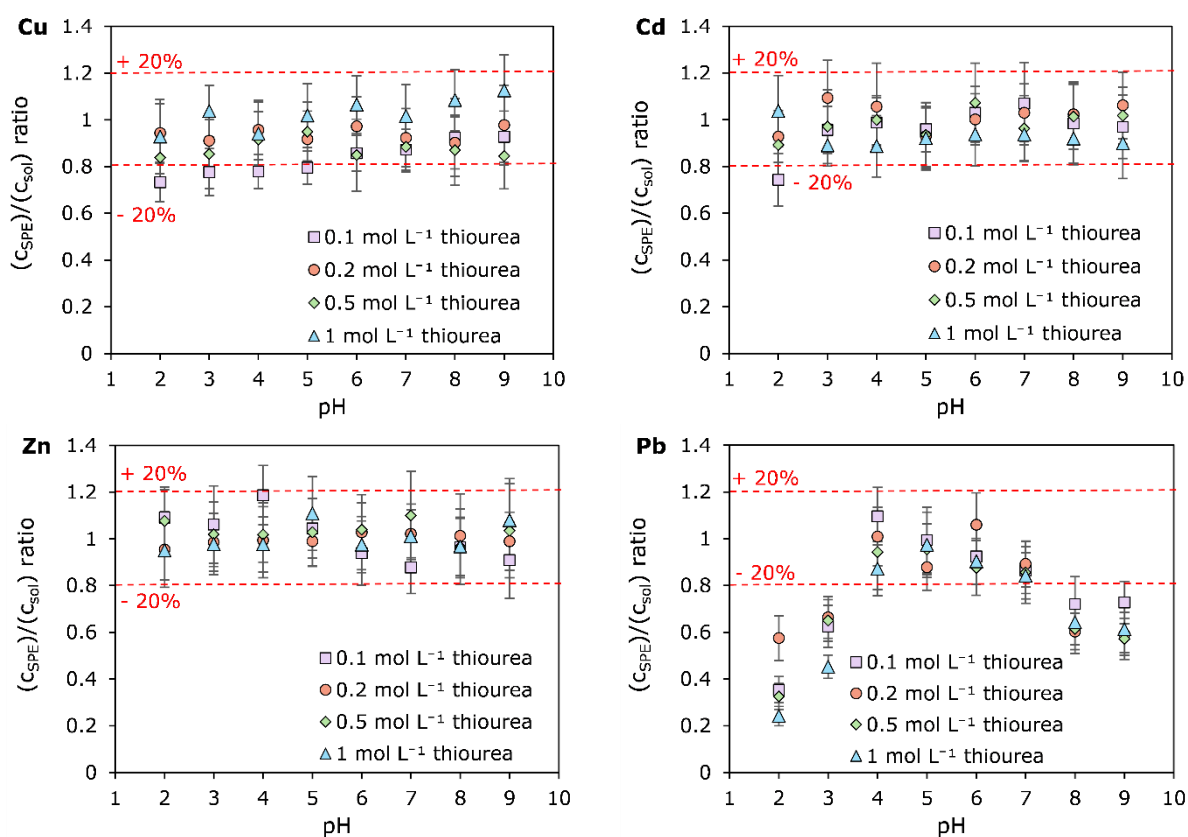 Cu
1.4
1.2
1
0.8
0.6
0.4
0.2
0
+ 20%
- 20%
(cSPE)/(csol) ratio
0.1 mol L⁻¹ thiourea
0.2 mol L⁻¹ thiourea
0.5 mol L⁻¹ thiourea
1 mol L⁻¹ thiourea
1 2 3 4 5 6 7 8 9 10
pH
Cd
1.4
1.2
1
0.8
0.6
0.4
0.2
0
+ 20%
- 20%
(cSPE)/(csol) ratio
0.1 mol L⁻¹ thiourea
0.2 mol L⁻¹ thiourea
0.5 mol L⁻¹ thiourea
1 mol L⁻¹ thiourea
1 2 3 4 5 6 7 8 9 10
pH
Zn
1.4
1.2
1
0.8
0.6
0.4
0.2
0
+ 20%
- 20%
(cSPE)/(csol) ratio
0.1 mol L⁻¹ thiourea
0.2 mol L⁻¹ thiourea
0.5 mol L⁻¹ thiourea
1 mol L⁻¹ thiourea
1 2 3 4 5 6 7 8 9 10
pH
Pb
1.4
1.2
1
0.8
0.6
0.4
0.2
0
+ 20%
- 20%
(cSPE)/(csol) ratio
0.1 mol L⁻¹ thiourea
0.2 mol L⁻¹ thiourea
0.5 mol L⁻¹ thiourea
1 mol L⁻¹ thiourea
1 2 3 4 5 6 7 8 9 10
pH